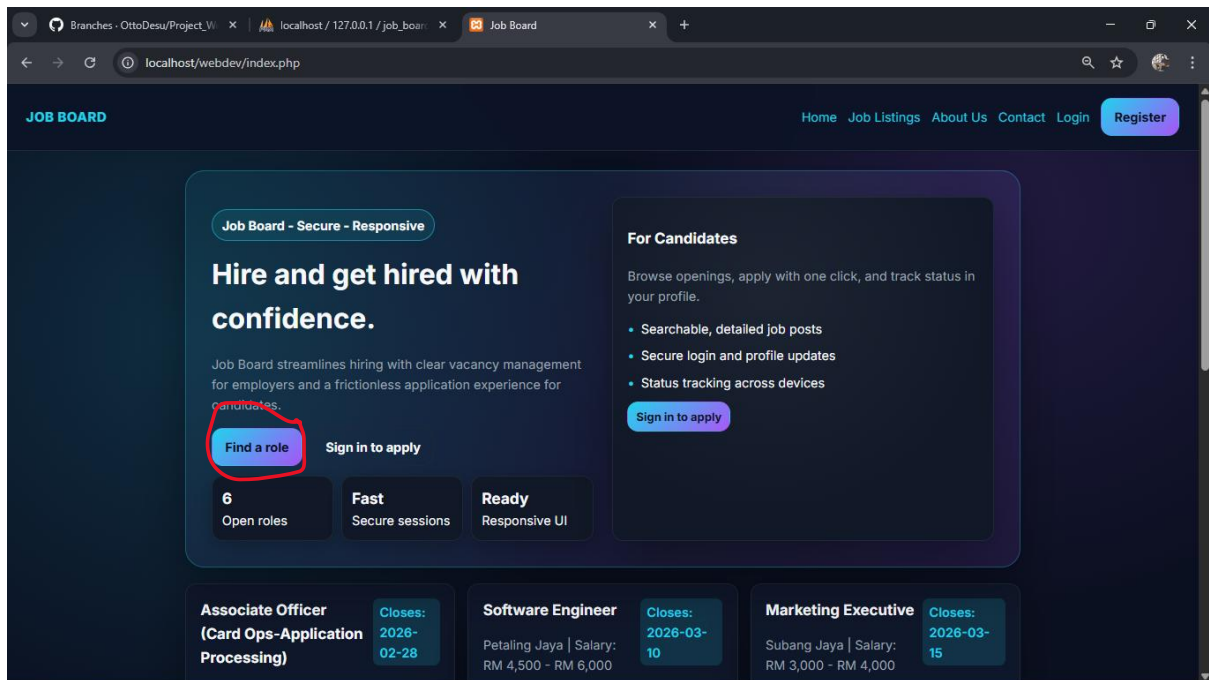 Branches · OttoDesu/Project_W
localhost / 127.0.0.1 / job_boar
Job Board
localhost/webdev/index.php
JOB BOARD
Home Job Listings About Us Contact Login Register
Job Board - Secure - Responsive
Hire and get hired with
confidence.
Job Board streamlines hiring with clear vacancy management
for employers and a frictionless application experience for
candidates.
Find a role Sign in to apply
6
Open roles
Fast
Secure sessions
Ready
Responsive UI
For Candidates
Browse openings, apply with one click, and track status in
your profile.
• Searchable, detailed job posts
• Secure login and profile updates
• Status tracking across devices
Sign in to apply
Associate Officer
(Card Ops-Application
Processing)
Closes:
2026-
02-28
Software Engineer
Petaling Jaya | Salary:
RM 4,500 - RM 6,000
Closes:
2026-03-
10
Marketing Executive
Subang Jaya | Salary:
RM 3,000 - RM 4,000
Closes:
2026-03-
15